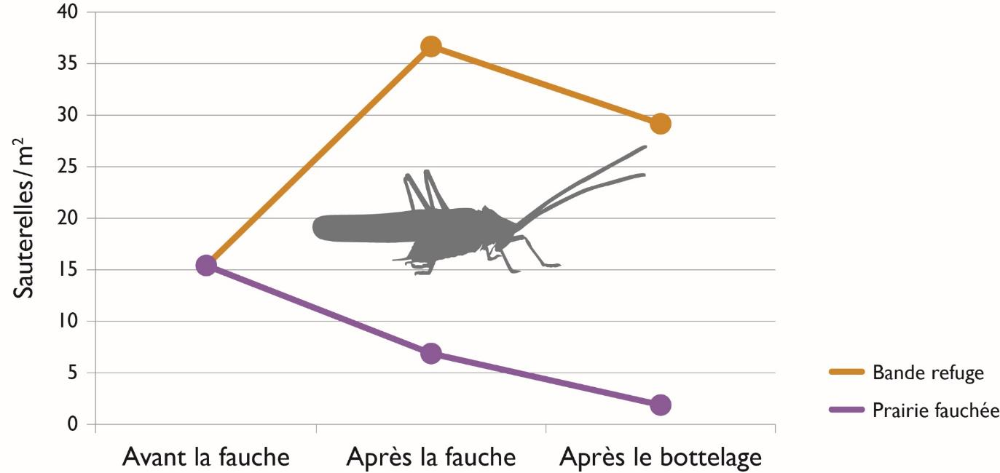 40
35
30
25
20
15
10
5
0
Sauterelles/m²
Avant la fauche
Après la fauche
Après le bottelage
Bande refuge
Prairie fauchée